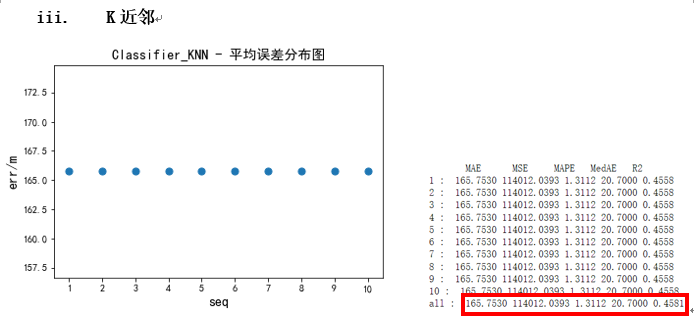 iii. K 近邻
Classifier_KNN - 平均误差分布图
err/m
172.5
170.0
167.5
165.0
162.5
160.0
157.5
1 2 3 4 5 6 7 8 9 10
seq
MAE MSE MAPE MedAE R2
1 : 165.7530 114012.0393 1.3112 20.7000 0.4558
2 : 165.7530 114012.0393 1.3112 20.7000 0.4558
3 : 165.7530 114012.0393 1.3112 20.7000 0.4558
4 : 165.7530 114012.0393 1.3112 20.7000 0.4558
5 : 165.7530 114012.0393 1.3112 20.7000 0.4558
6 : 165.7530 114012.0393 1.3112 20.7000 0.4558
7 : 165.7530 114012.0393 1.3112 20.7000 0.4558
8 : 165.7530 114012.0393 1.3112 20.7000 0.4558
9 : 165.7530 114012.0393 1.3112 20.7000 0.4558
10 : 165.7530 114012.0393 1.3112 20.7000 0.4558
all : 165.7530 114012.0393 1.3112 20.7000 0.4581